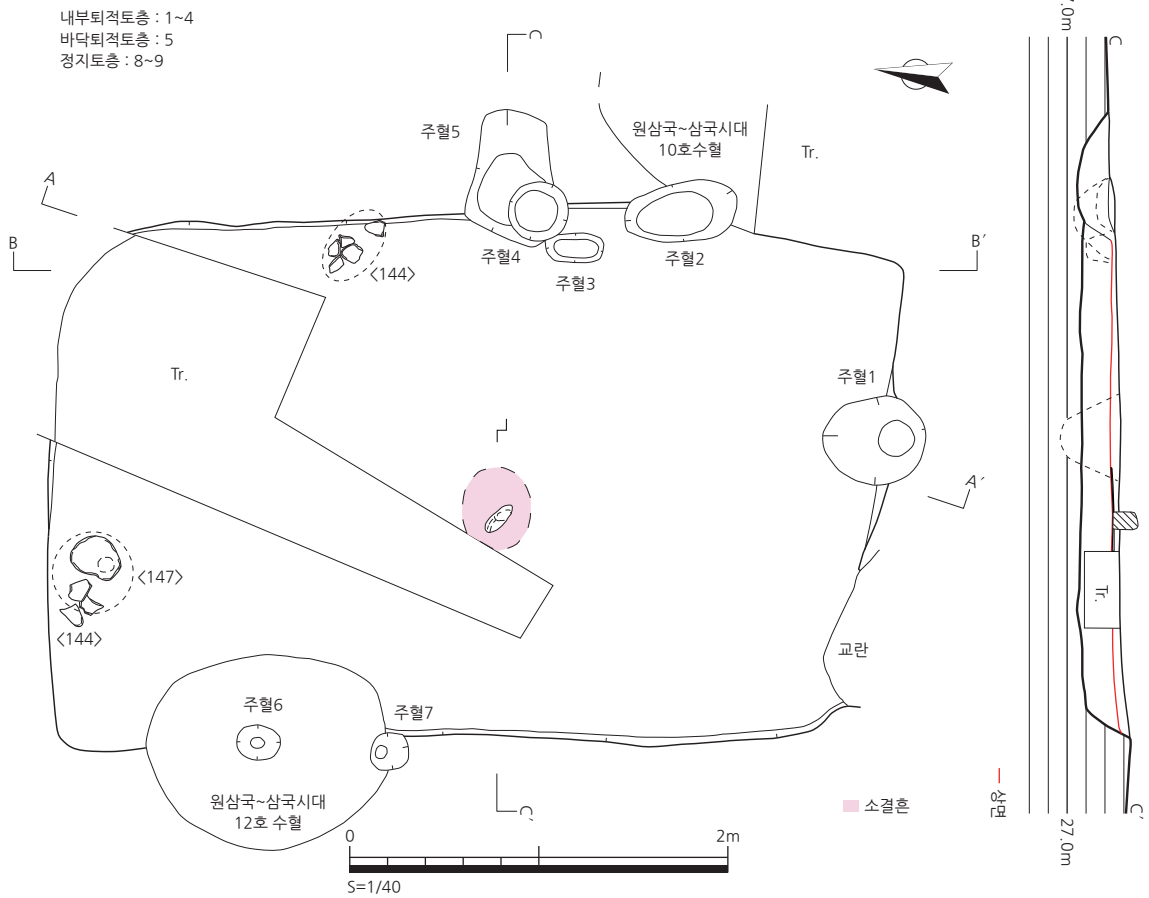 내부퇴적토층 : 1~4
바닥퇴적토층 : 5
정지토층 : 8~9
C
7.0m
C
주혈5
원삼국~삼국시대
10호수혈
Tr.
A
B
B´
<144>
주혈4
주혈3
주혈2
Tr.
주혈1
A´
<147>
<144>
Tr.
교란
주혈6
주혈7
원삼국~삼국시대
12호 수혈
C´
소결흔
상면
C´
27.0m
0
2m
S=1/40